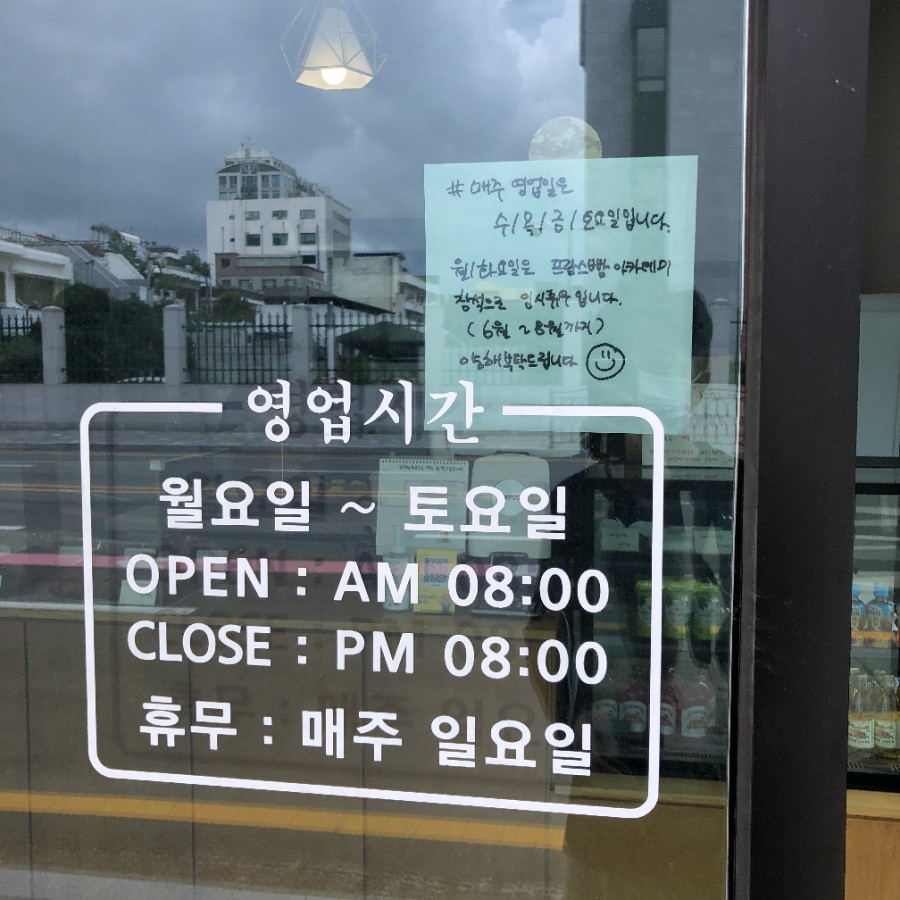 # 매주 영업일은
수/목/금/토요일입니다.
월/화요일은 프랑스빵 아카데미
참석으로 임시휴무입니다.
(6월 ~ 8월까지)
이해부탁드립니다
영업시간
월요일 ~ 토요일
OPEN : AM 08:00
CLOSE : PM 08:00
휴무 : 매주 일요일